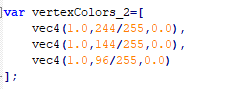 var vertexColors_2=[
vec4(1.0,244/255,0.0),
vec4(1.0,144/255,0.0),
vec4(1.0,96/255,0.0)
];